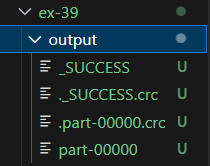 ex-39
output
_SUCCESS U
._SUCCESS.crc U
.part-00000.crc U
part-00000 U